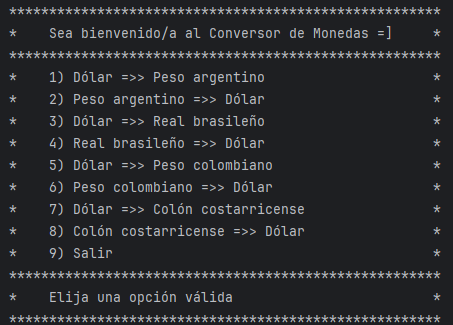 ******************************************************
*    Sea bienvenido/a al Conversor de Monedas =]     *
******************************************************
*    1) Dólar =>> Peso argentino                     *
*    2) Peso argentino =>> Dólar                     *
*    3) Dólar =>> Real brasileño                     *
*    4) Real brasileño =>> Dólar                     *
*    5) Dólar =>> Peso colombiano                    *
*    6) Peso colombiano =>> Dólar                    *
*    7) Dólar =>> Colón costarricense                *
*    8) Colón costarricense =>> Dólar                *
*    9) Salir                                        *
******************************************************
*    Elija una opción válida                         *
******************************************************